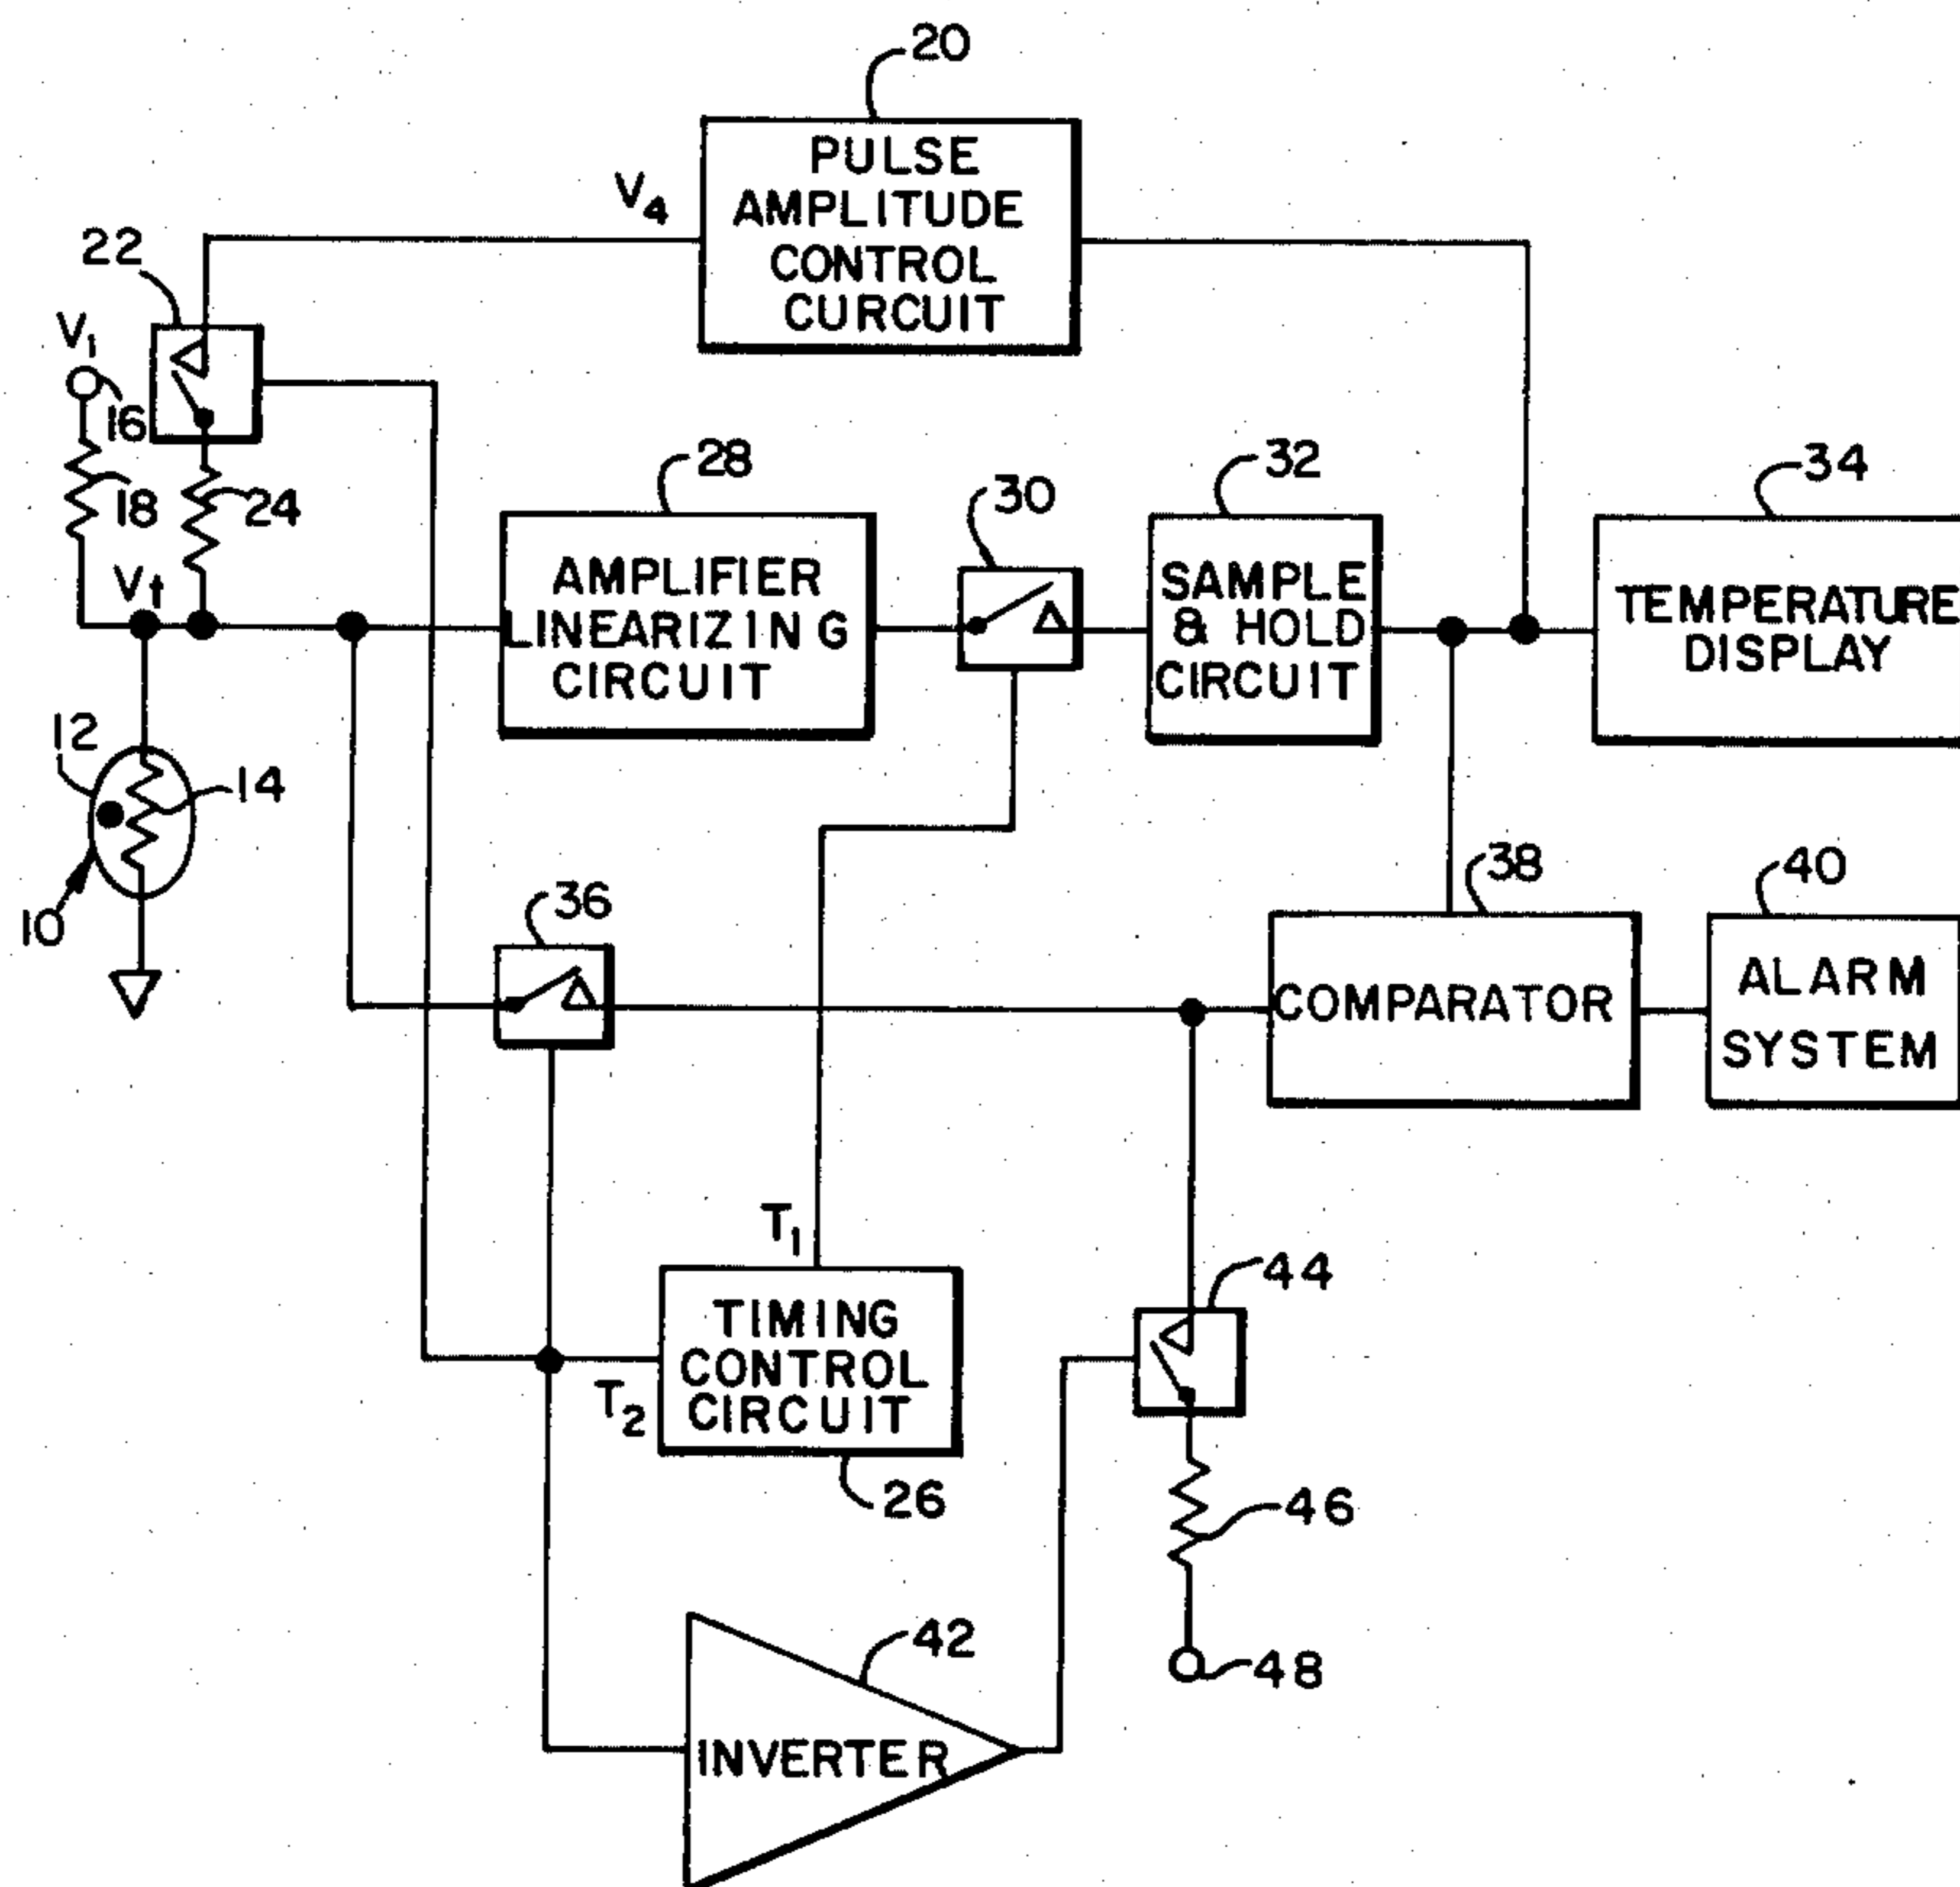 20
PULSE
AMPLITUDE
CONTROL
CURCUIT
V4
22
V1
16
18
24
Vt
28
AMPLIFIER
LINEARIZING
CIRCUIT
30
32
SAMPLE
& HOLD
CIRCUIT
34
TEMPERATURE
DISPLAY
12
14
10
36
38
COMPARATOR
40
ALARM
SYSTEM
T1
TIMING
CONTROL
CIRCUIT
T2
26
44
46
48
42
INVERTER